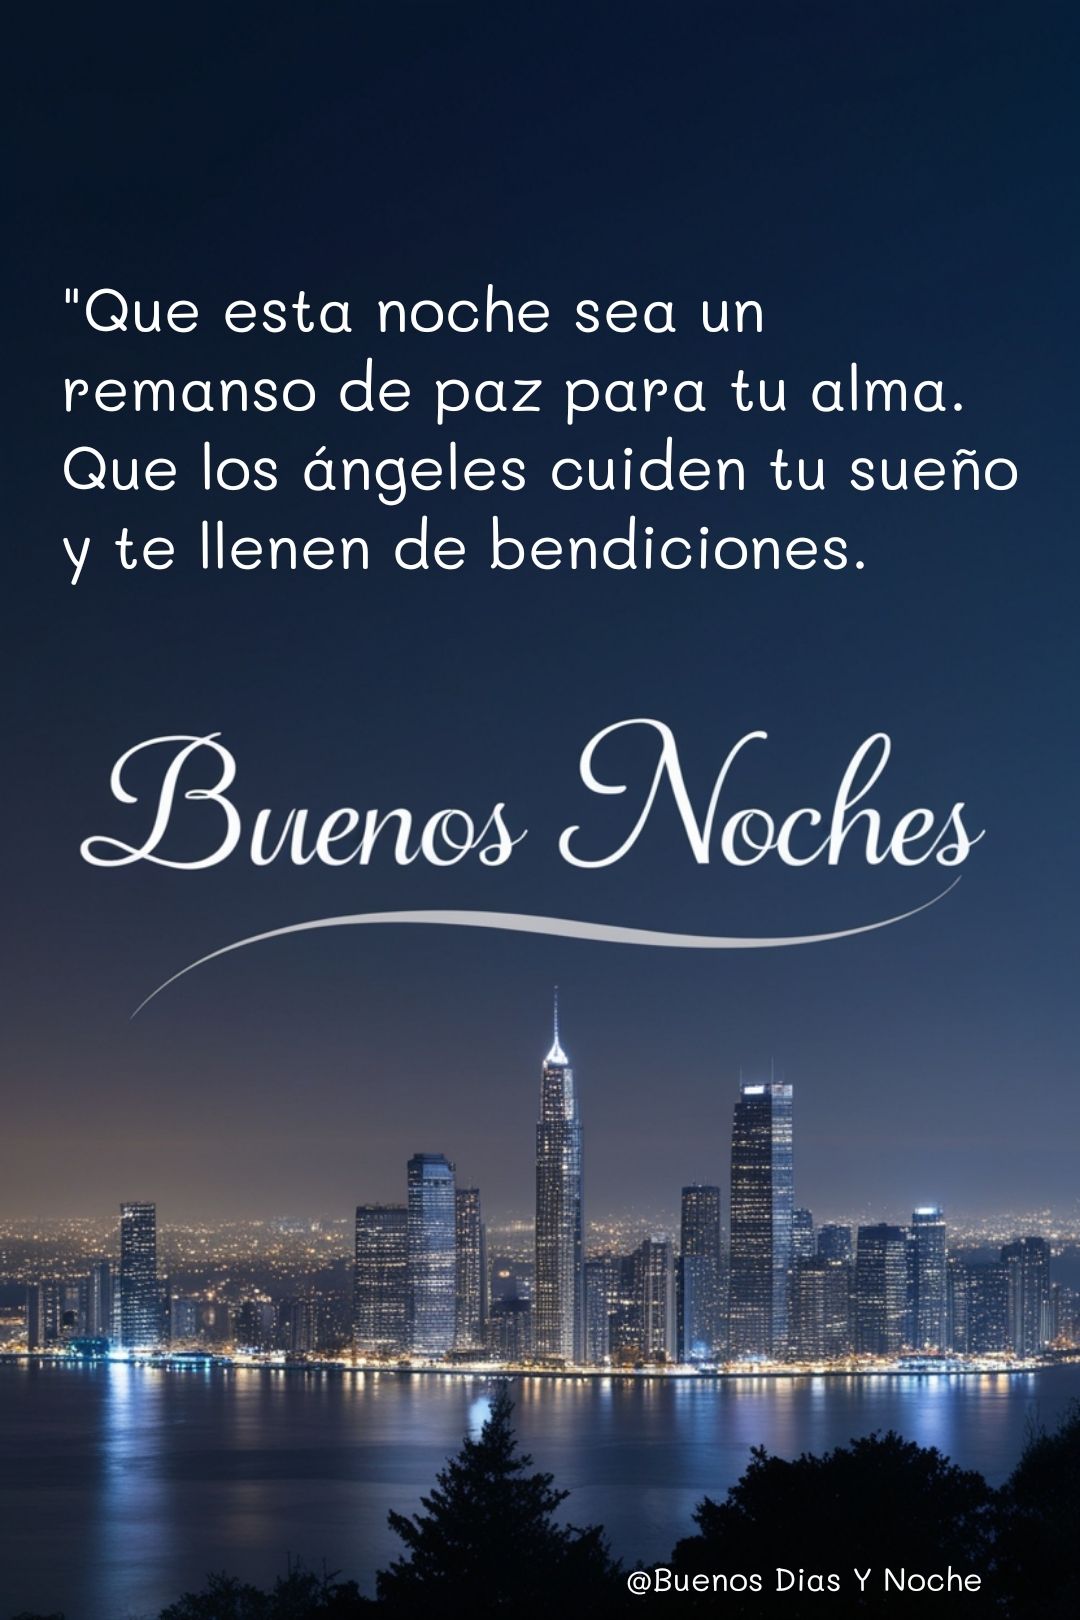 "Que esta noche sea un
remanso de paz para tu alma.
Que los ángeles cuiden tu sueño
y te llenen de bendiciones.
Buenos Noches
@Buenos Dias Y Noche